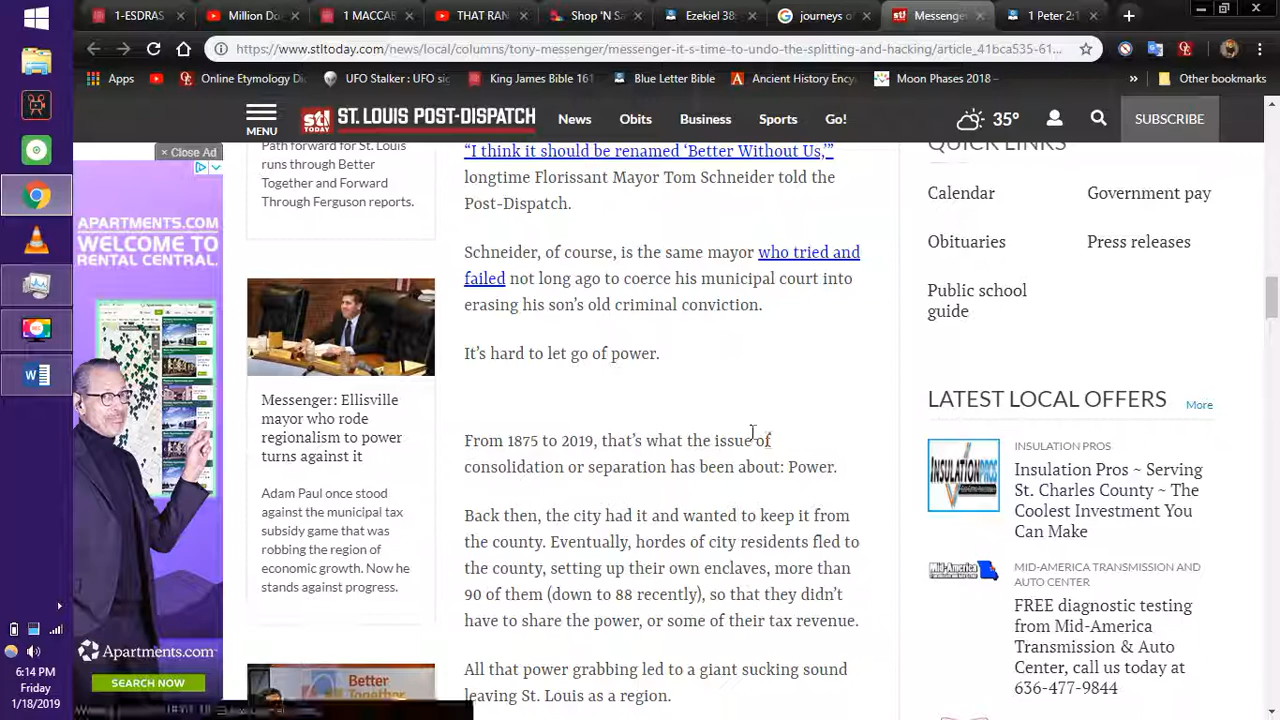 1-ESDRAS
Million Do
1 MACCAB
THAT RAN
Shop 'N Sa
Ezekiel 38
journeys o
Messenge
1 Peter 2:1
https://www.stltoday.com/news/local/columns/tony-messenger/messenger-it-s-time-to-undo-the-splitting-and-hacking/article_41bca535-61...
Apps
Online Etymology Di
UFO Stalker: UFO sig
King James Bible 161
Blue Letter Bible
Ancient History Ency
Moon Phases 2018 –
»
Other bookmarks
MENU
stl
TODAY
ST. LOUIS POST-DISPATCH
News
Obits
Business
Sports
Go!
35°
SUBSCRIBE
× Close Ad
APARTMENTS.COM
WELCOME TO
RENTAL CENTRAL.
Apartments.com
SEARCH NOW
Path forward for St. Louis
runs through Better
Together and Forward
Through Ferguson reports.
Messenger: Ellisville
mayor who rode
regionalism to power
turns against it
Adam Paul once stood
against the municipal tax
subsidy game that was
robbing the region of
economic growth. Now he
stands against progress.
Better
Together
“I think it should be renamed ‘Better Without Us,’”
longtime Florissant Mayor Tom Schneider told the
Post-Dispatch.
Schneider, of course, is the same mayor who tried and
failed not long ago to coerce his municipal court into
erasing his son’s old criminal conviction.
It’s hard to let go of power.
From 1875 to 2019, that’s what the issue of
consolidation or separation has been about: Power.
Back then, the city had it and wanted to keep it from
the county. Eventually, hordes of city residents fled to
the county, setting up their own enclaves, more than
90 of them (down to 88 recently), so that they didn’t
have to share the power, or some of their tax revenue.
All that power grabbing led to a giant sucking sound
leaving St. Louis as a region.
QUICK LINKS
Calendar
Government pay
Obituaries
Press releases
Public school
guide
LATEST LOCAL OFFERS
More
INSULATION PROS
INSULATION PROS
Insulation Pros ~ Serving
St. Charles County ~ The
Coolest Investment You
Can Make
Mid-America
MID-AMERICA TRANSMISSION AND
AUTO CENTER
FREE diagnostic testing
from Mid-America
Transmission & Auto
Center, call us today at
636-477-9844
6:14 PM
Friday
1/18/2019